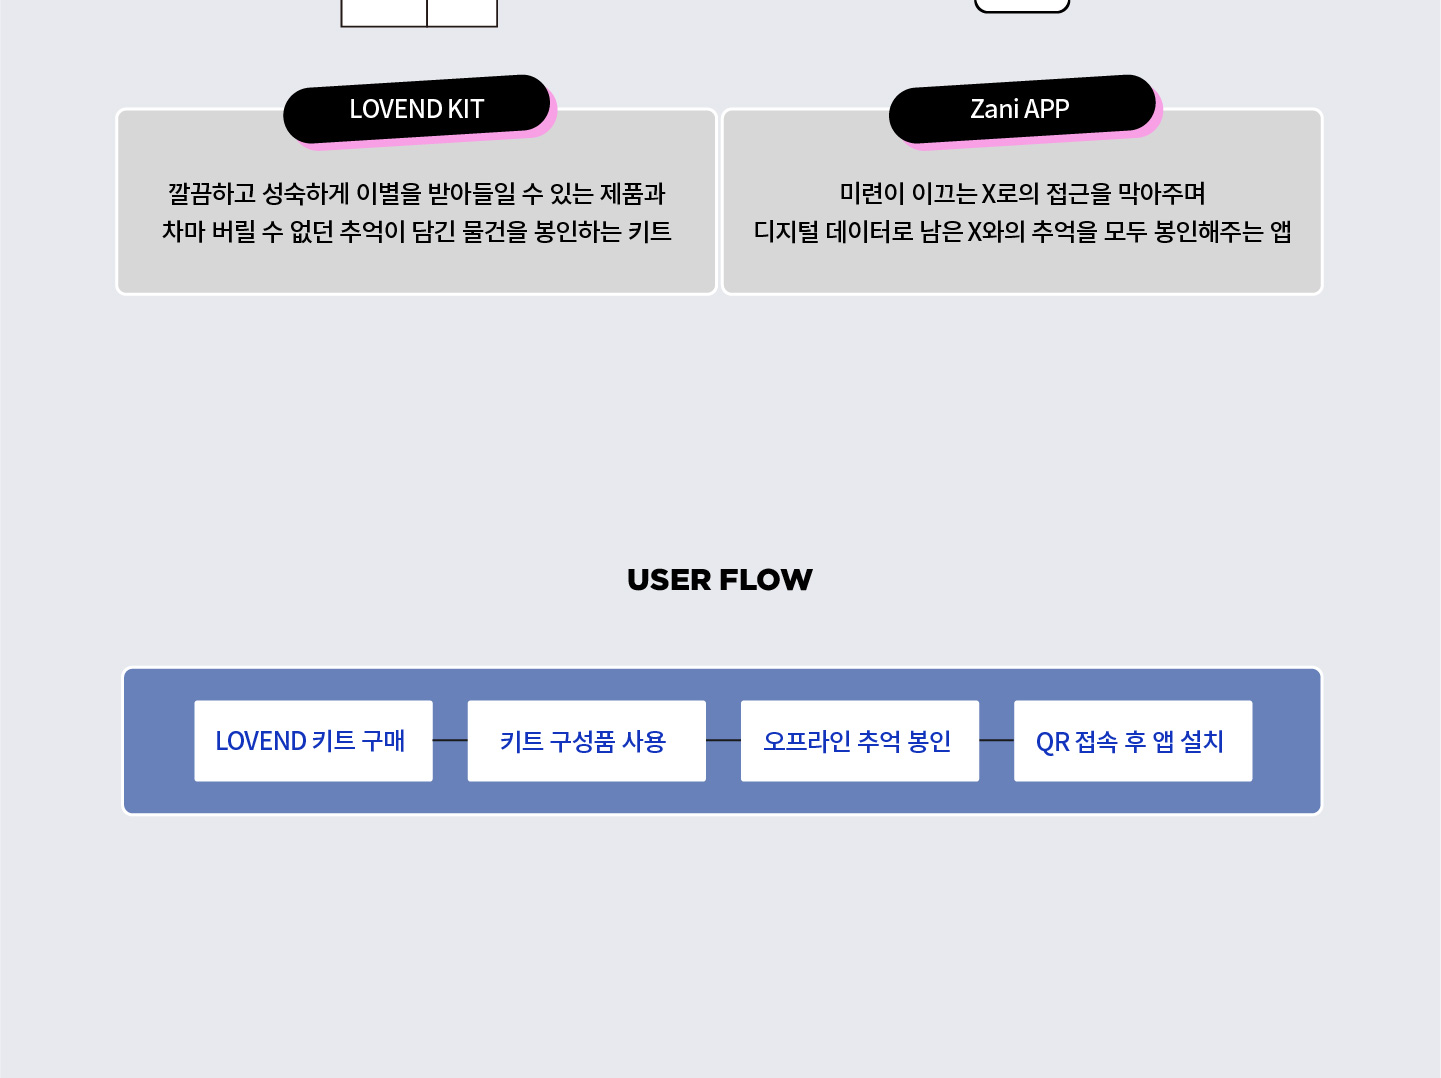 LOVEND KIT
깔끔하고 성숙하게 이별을 받아들일 수 있는 제품과
차마 버릴 수 없던 추억이 담긴 물건을 봉인하는 키트
Zani APP
미련이 이끄는 X로의 접근을 막아주며
디지털 데이터로 남은 X와의 추억을 모두 봉인해주는 앱
USER FLOW
LOVEND 키트 구매
키트 구성품 사용
오프라인 추억 봉인
QR 접속 후 앱 설치